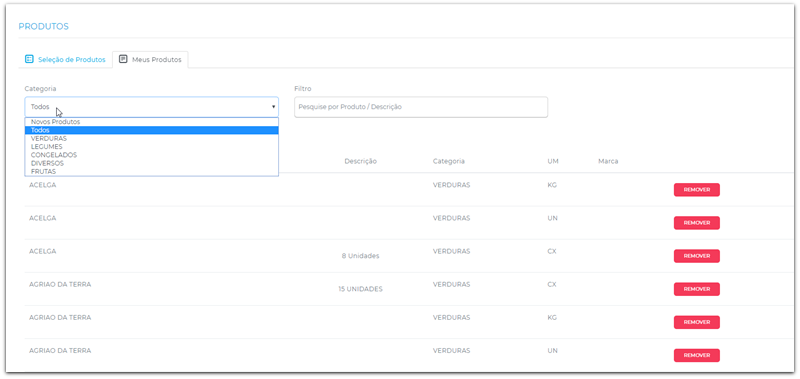 PRODUTOS
Seleção de Produtos Meus Produtos
Categoria Filtro
Todos Pesquise por Produto / Descrição
Novos Produtos
Todos
VERDURAS
LEGUMES
CONGELADOS
DIVERSOS
FRUTAS
Descrição Categoria UM Marca
ACELGA VERDURAS KG REMOVER
ACELGA VERDURAS UN REMOVER
ACELGA 8 Unidades VERDURAS CX REMOVER
AGRIAO DA TERRA 15 UNIDADES VERDURAS CX REMOVER
AGRIAO DA TERRA VERDURAS KG REMOVER
AGRIAO DA TERRA VERDURAS UN REMOVER